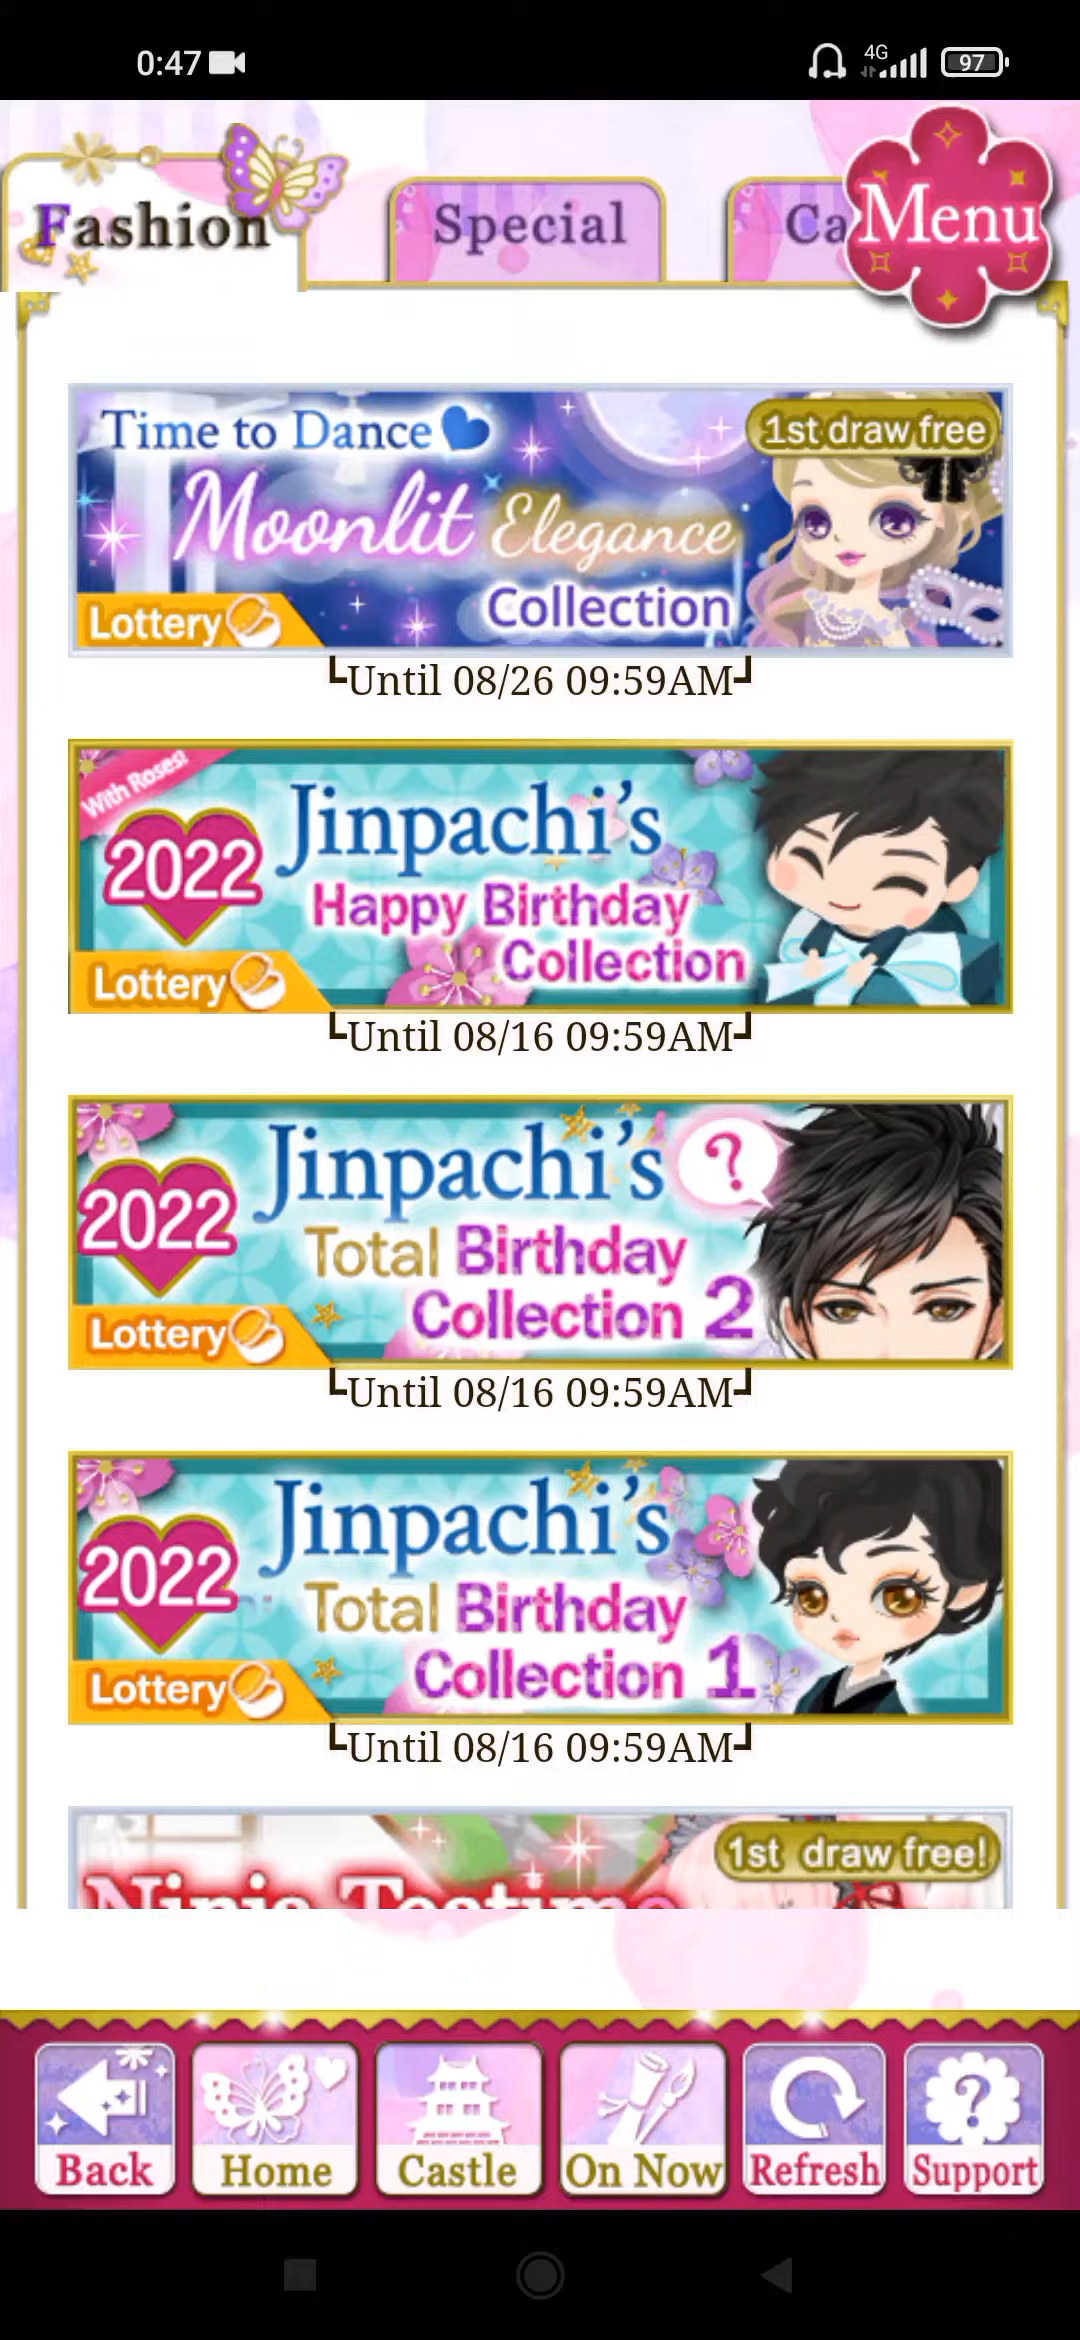 0:47
4G
97
Fashion
Special
Ca
Menu
Time to Dance
1st draw free
Moonlit Elegance
Collection
Lottery
┗Until 08/26 09:59AM┛
With Roses!
2022
Jinpachi's
Happy Birthday
Collection
Lottery
┗Until 08/16 09:59AM┛
2022
Jinpachi's
?
Total Birthday
Collection 2
Lottery
┗Until 08/16 09:59AM┛
2022
Jinpachi's
Total Birthday
Collection 1
Lottery
┗Until 08/16 09:59AM┛
1st draw free!
Ninja Teatime
Back
Home
Castle
On Now
Refresh
?
Support